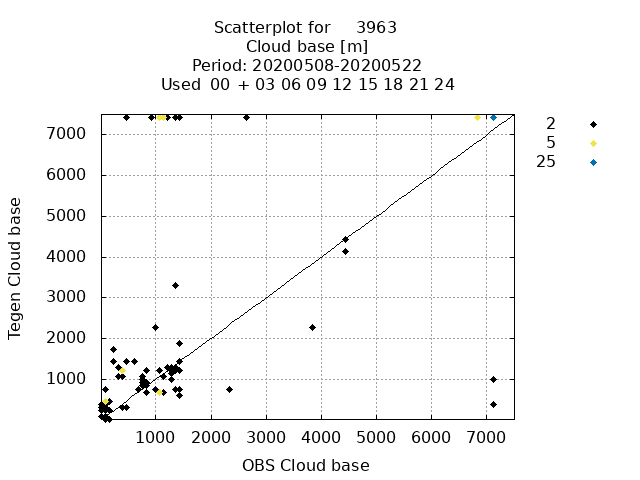 Scatterplot for 3963
Cloud base [m]
Period: 20200508-20200522
Used 00 + 03 06 09 12 15 18 21 24
2
5
25
Tegen Cloud base
7000
6000
5000
4000
3000
2000
1000
1000 2000 3000 4000 5000 6000 7000
OBS Cloud base